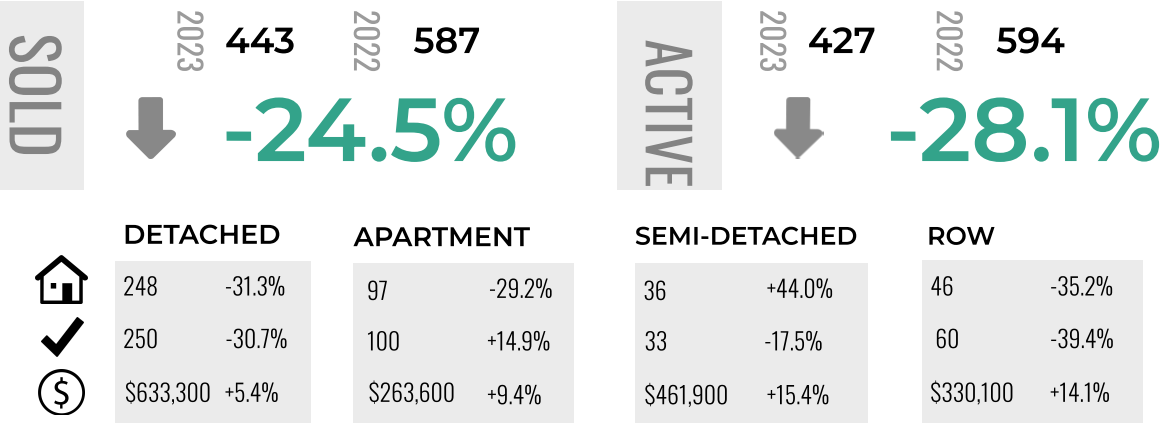 SOLD
2023 443 2022 587
-24.5%
ACTIVE
2023 427 2022 594
-28.1%
DETACHED APARTMENT SEMI-DETACHED ROW
248 -31.3% 97 -29.2% 36 +44.0% 46 -35.2%
250 -30.7% 100 +14.9% 33 -17.5% 60 -39.4%
$ $633,300 +5.4% $263,600 +9.4% $461,900 +15.4% $330,100 +14.1%